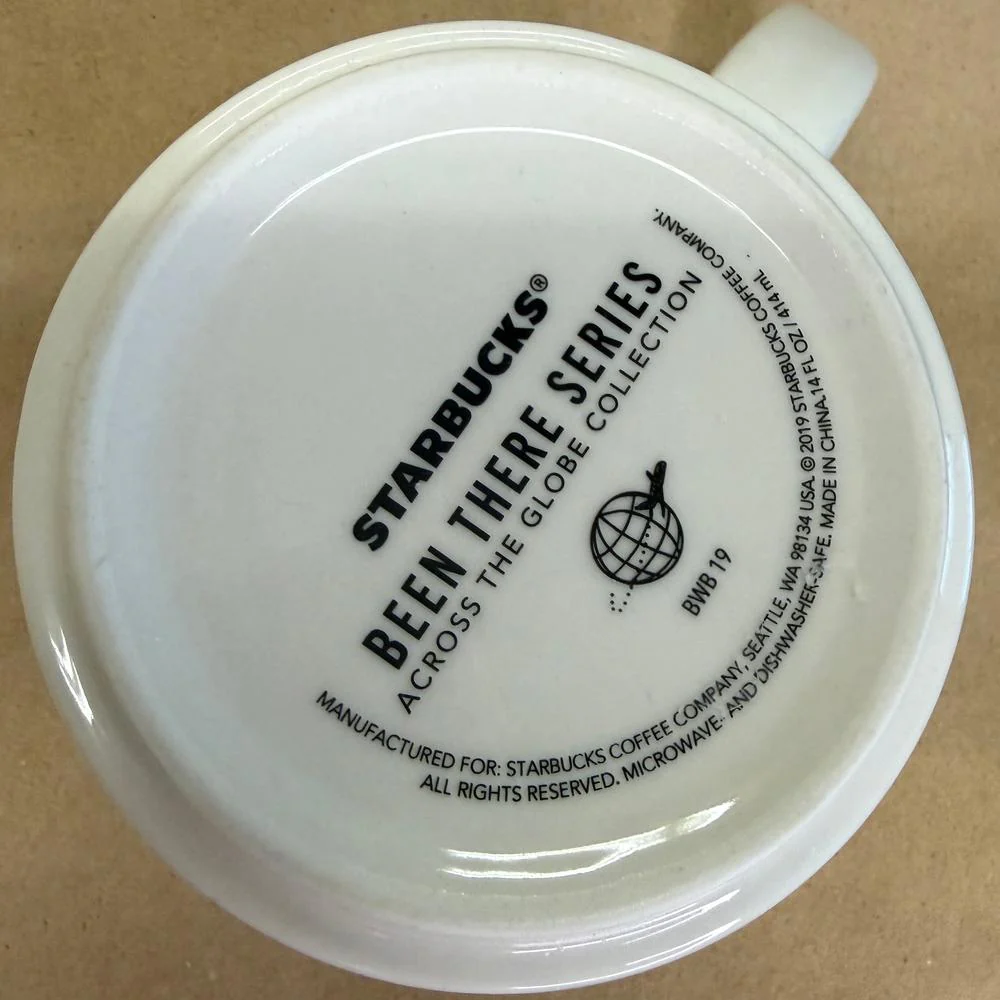 STARBUCKS®
BEEN THERE SERIES
ACROSS THE GLOBE COLLECTION
BWB 19
MANUFACTURED FOR: STARBUCKS COFFEE COMPANY, SEATTLE, WA 98134 USA. © 2019 STARBUCKS COFFEE COMPANY.
ALL RIGHTS RESERVED. MICROWAVE- AND DISHWASHER-SAFE. MADE IN CHINA.14 FL OZ / 414 mL